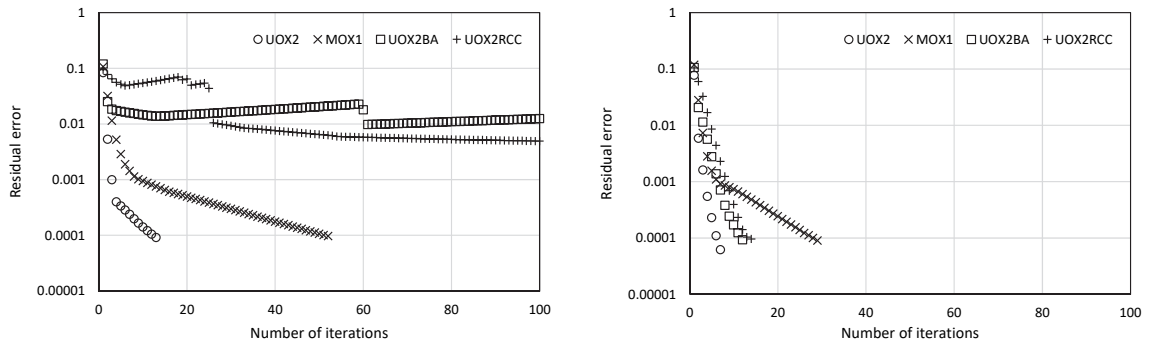 1
0.1
0.01
0.001
0.0001
0.00001
Residual error
UOX2 MOX1 UOX2BA UOX2RCC
0 20 40 60 80 100
Number of iterations
1
0.1
0.01
0.001
0.0001
0.00001
Residual error
UOX2 MOX1 UOX2BA UOX2RCC
0 20 40 60 80 100
Number of iterations